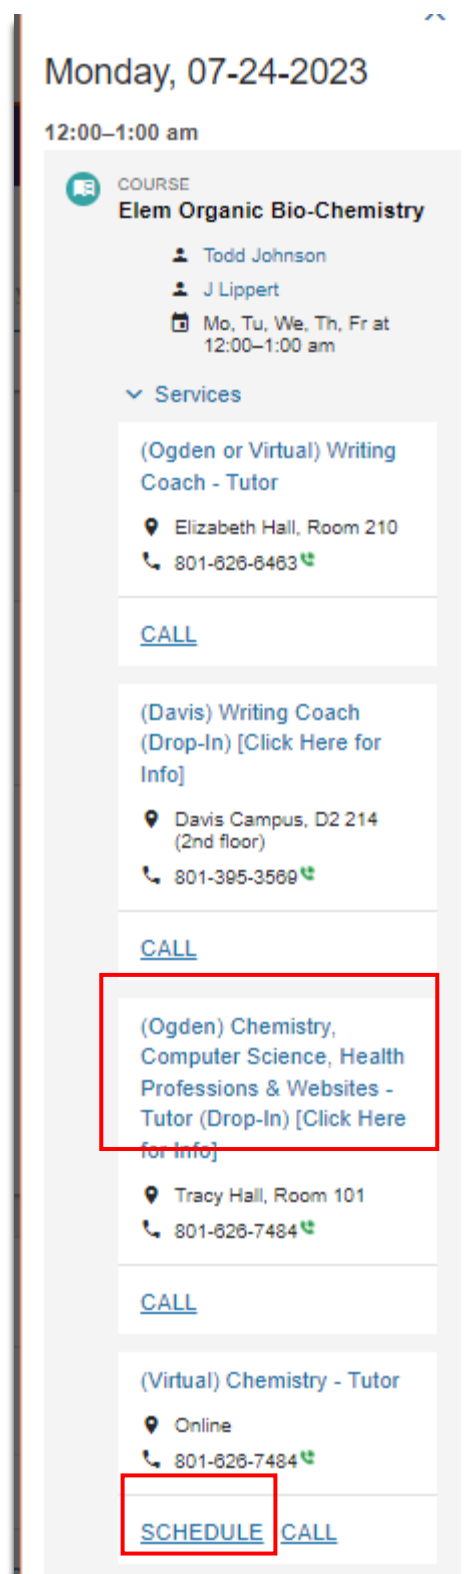 Monday, 07-24-2023
12:00–1:00 am
COURSE
Elem Organic Bio-Chemistry
Todd Johnson
J Lippert
Mo, Tu, We, Th, Fr at
12:00–1:00 am
Services
(Ogden or Virtual) Writing
Coach - Tutor
Elizabeth Hall, Room 210
801-626-6463
CALL
(Davis) Writing Coach
(Drop-In) [Click Here for
Info]
Davis Campus, D2 214
(2nd floor)
801-395-3569
CALL
(Ogden) Chemistry,
Computer Science, Health
Professions & Websites -
Tutor (Drop-In) [Click Here
for Info]
Tracy Hall, Room 101
801-626-7484
CALL
(Virtual) Chemistry - Tutor
Online
801-626-7484
SCHEDULE CALL